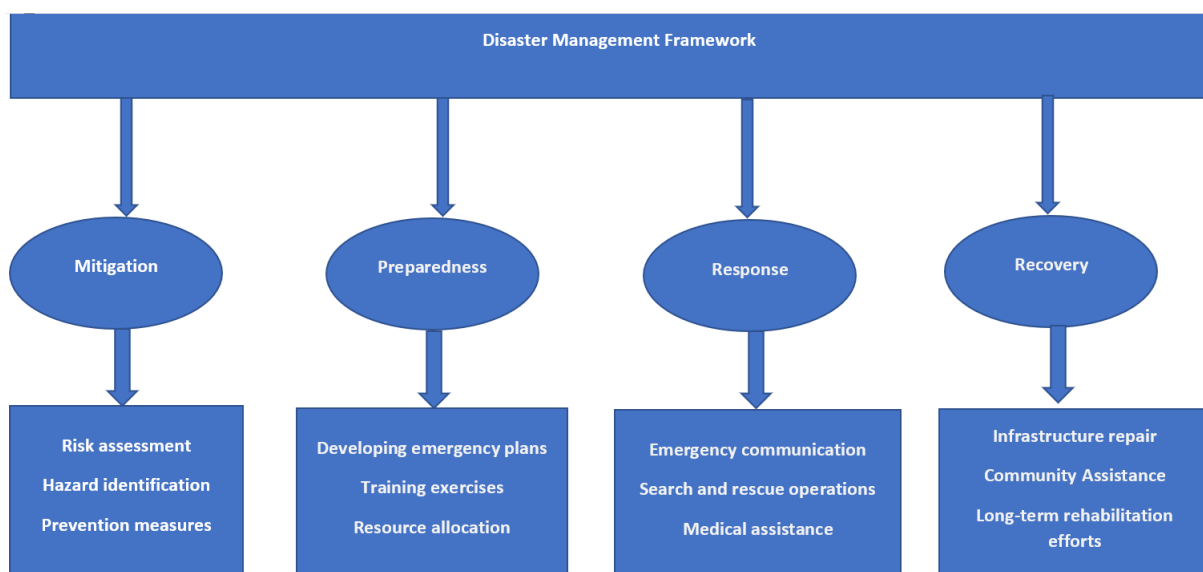 Disaster Management Framework
Mitigation
Preparedness
Response
Recovery
Risk assessment
Hazard identification
Prevention measures
Developing emergency plans
Training exercises
Resource allocation
Emergency communication
Search and rescue operations
Medical assistance
Infrastructure repair
Community Assistance
Long-term rehabilitation
efforts